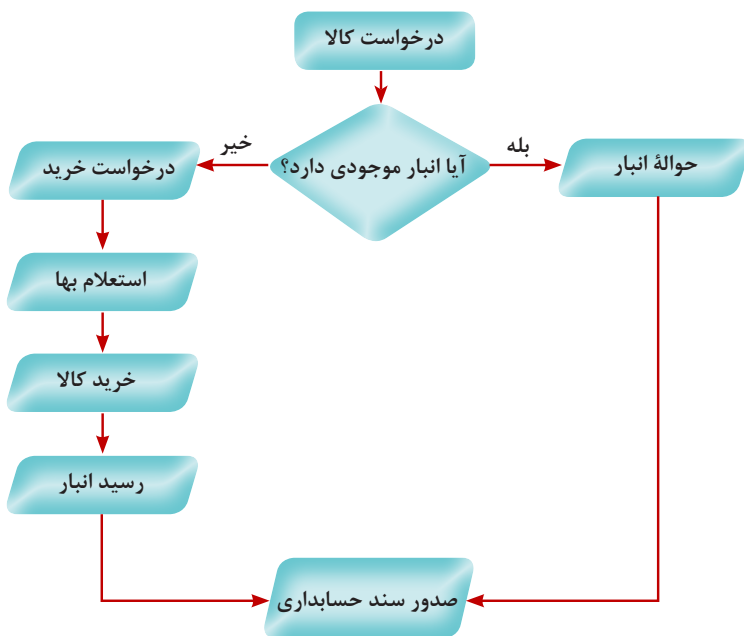 درخواست کالا
آیا انبار موجودی دارد؟
بله
حوالۀ انبار
خیر
درخواست خرید
استعلام بها
خرید کالا
رسید انبار
صدور سند حسابداری